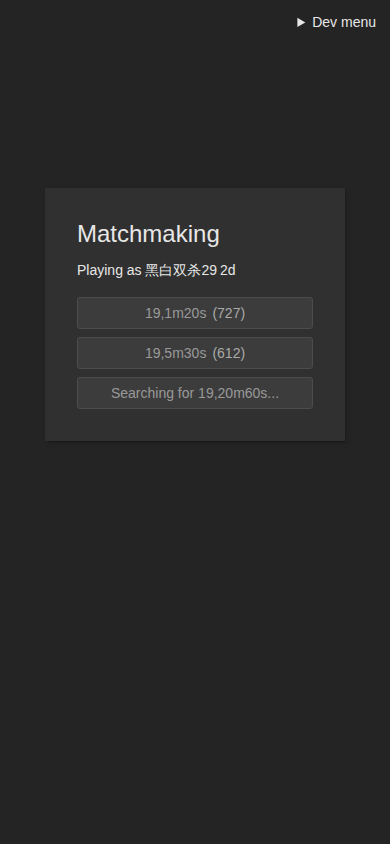 ▶ Dev menu
Matchmaking
Playing as 黑白双杀29 2d
19,1m20s (727)
19,5m30s (612)
Searching for 19,20m60s...